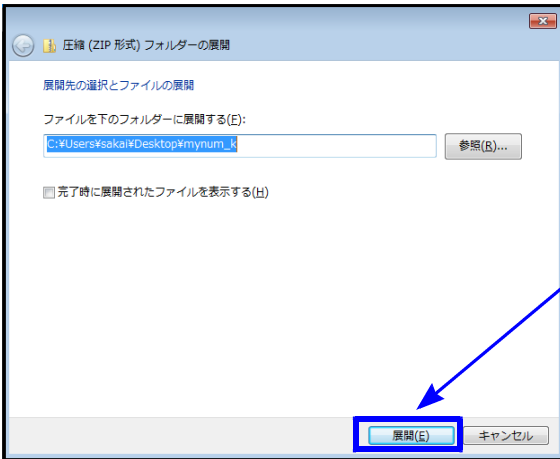 圧縮 (ZIP 形式) フォルダーの展開
展開先の選択とファイルの展開
ファイルを下のフォルダーに展開する(F):
C:¥Users¥sakai¥Desktop¥mynum_k
参照(R)...
完了時に展開されたファイルを表示する(H)
展開(E)
キャンセル